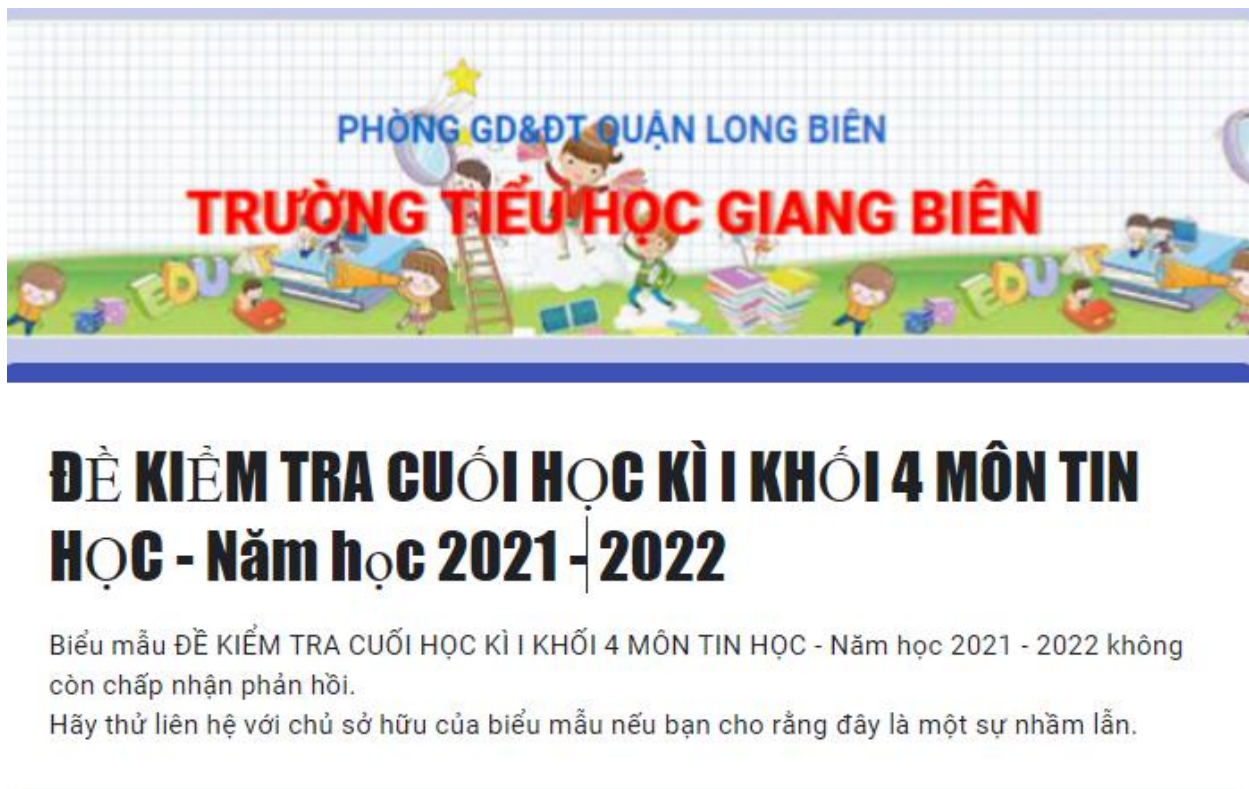 PHÒNG GD&ĐT QUẬN LONG BIÊN
TRƯỜNG TIỂU HỌC GIANG BIÊN
EDU
EDU
ĐỀ KIỂM TRA CUỐI HỌC KÌ I KHỐI 4 MÔN TIN
HỌC - Năm học 2021 - 2022
Biểu mẫu ĐỀ KIỂM TRA CUỐI HỌC KÌ I KHỐI 4 MÔN TIN HỌC - Năm học 2021 - 2022 không
còn chấp nhận phản hồi.
Hãy thử liên hệ với chủ sở hữu của biểu mẫu nếu bạn cho rằng đây là một sự nhầm lẫn.